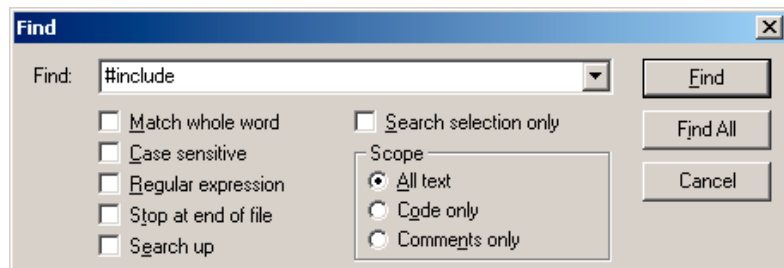 Find
Find: #include Find
Match whole word Search selection only Find All
Case sensitive Scope
Regular expression All text Cancel
Stop at end of file Code only
Search up Comments only